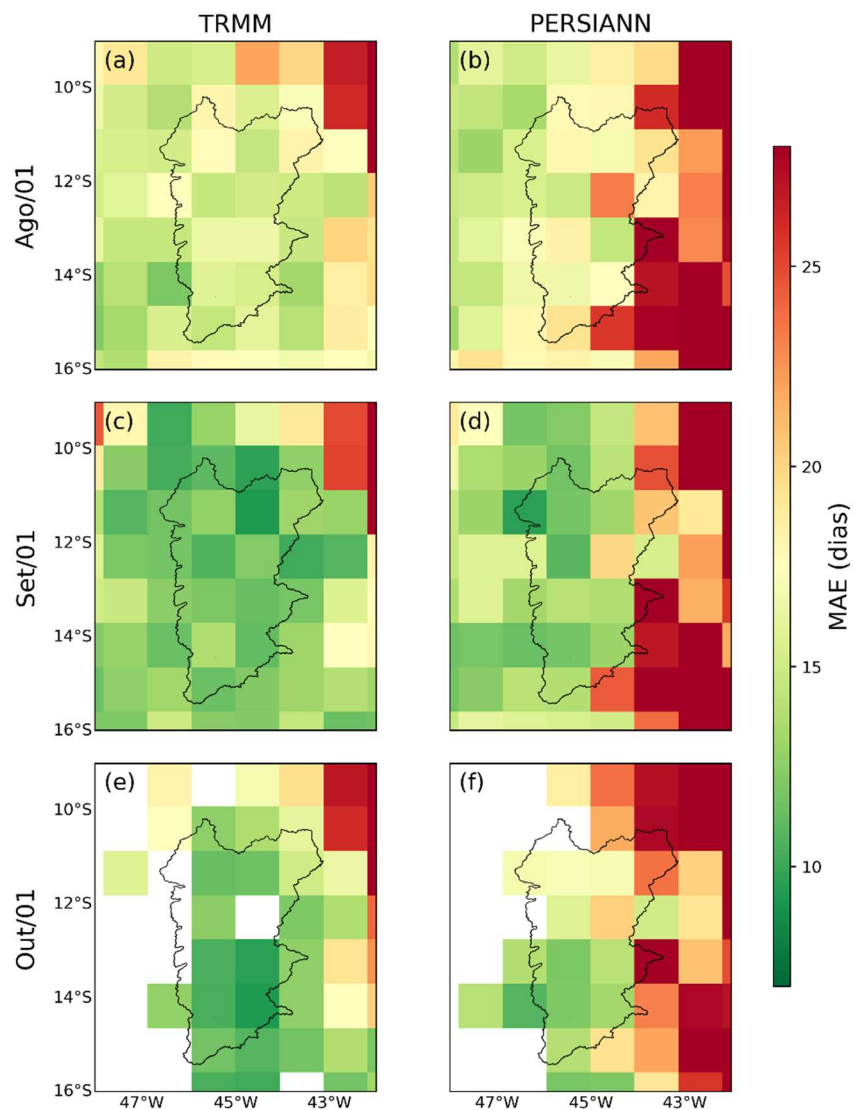 TRMM PERSIANN
(a) (b)
10°S
12°S
14°S
16°S
Ago/01
(c) (d)
10°S
12°S
14°S
16°S
Set/01
(e) (f)
10°S
12°S
14°S
16°S
Out/01
47°W 45°W 43°W 47°W 45°W 43°W
25
20
15
10
MAE (dias)